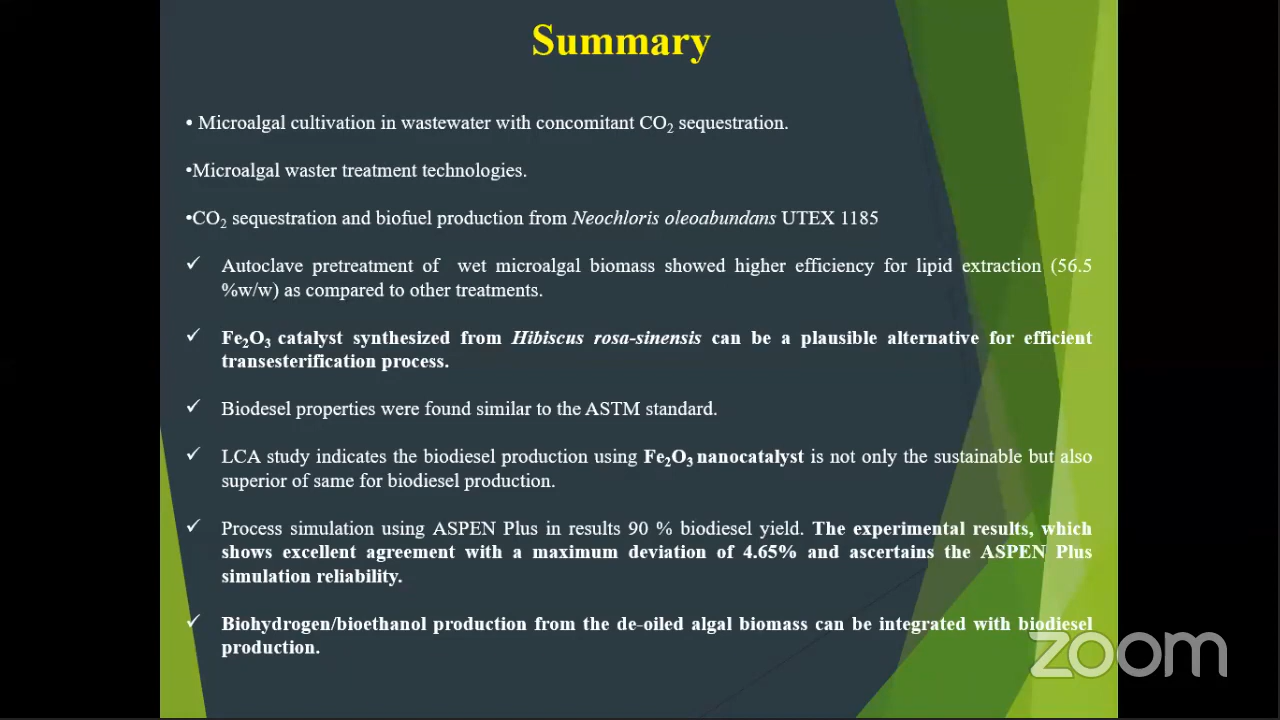 Summary
• Microalgal cultivation in wastewater with concomitant CO₂ sequestration.
•Microalgal waster treatment technologies.
•CO₂ sequestration and biofuel production from Neochloris oleoabundans UTEX 1185
✓ Autoclave pretreatment of wet microalgal biomass showed higher efficiency for lipid extraction (56.5
%w/w) as compared to other treatments.
✓ Fe₂O₃ catalyst synthesized from Hibiscus rosa-sinensis can be a plausible alternative for efficient
transesterification process.
✓ Biodesel properties were found similar to the ASTM standard.
✓ LCA study indicates the biodiesel production using Fe₂O₃ nanocatalyst is not only the sustainable but also
superior of same for biodiesel production.
✓ Process simulation using ASPEN Plus in results 90 % biodiesel yield. The experimental results, which
shows excellent agreement with a maximum deviation of 4.65% and ascertains the ASPEN Plus
simulation reliability.
✓ Biohydrogen/bioethanol production from the de-oiled algal biomass can be integrated with biodiesel
production.
zoom